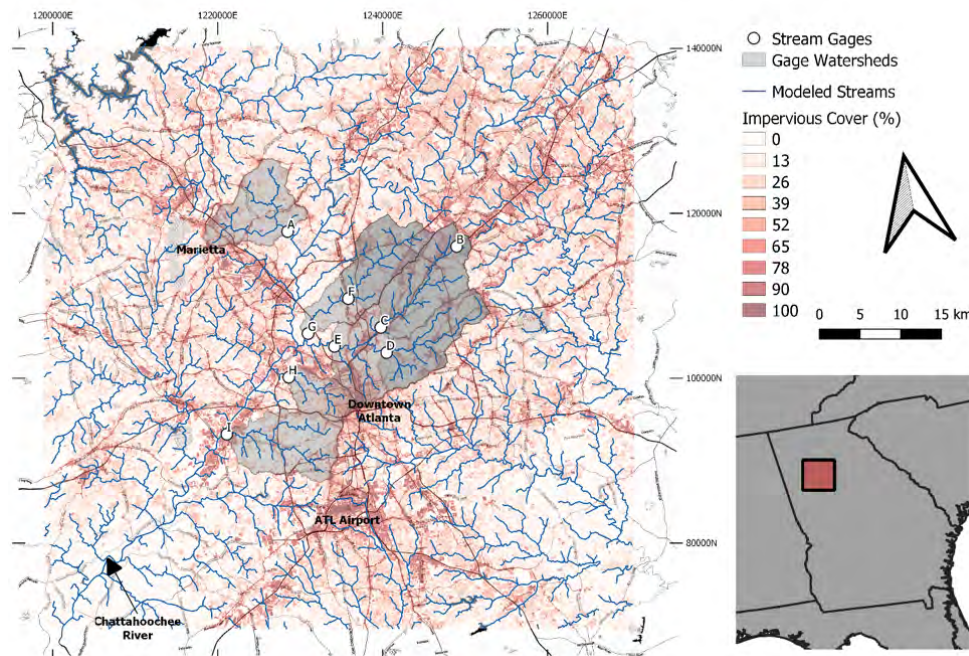 1200000E
1220000E
1240000E
1260000E
140000N
120000N
100000N
80000N
A
B
Marietta
F
C
G
E
D
H
Downtown
Atlanta
I
ATL Airport
Chattahoochee
River
Stream Gages
Gage Watersheds
Modeled Streams
Impervious Cover (%)
0
13
26
39
52
65
78
90
100
0 5 10 15 km